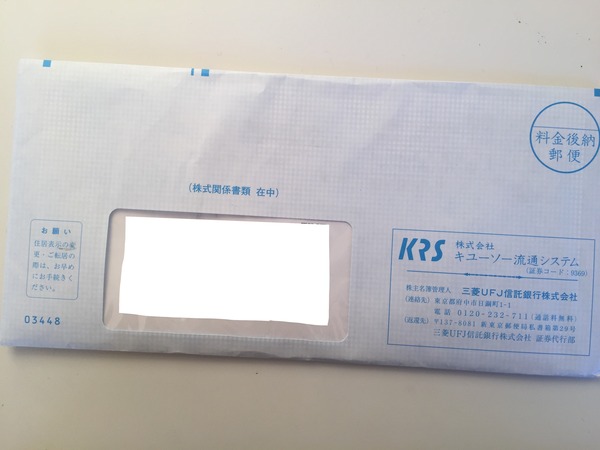 料金後納
郵便
(株式関係書類 在中)
お願い
住居表示の変
更・ご転居の
際は、お早め
にお手続きく
ださい。
03448
KRS 株式会社
キユーソー流通システム
(証券コード:9369)
株主名簿管理人 三菱UFJ信託銀行株式会社
(連絡先) 東京都府中市日鋼町1-1
電話 0120-232-711(通話料無料)
(返還先) 〒137-8081 新東京郵便局私書箱第29号
三菱UFJ信託銀行株式会社 証券代行部